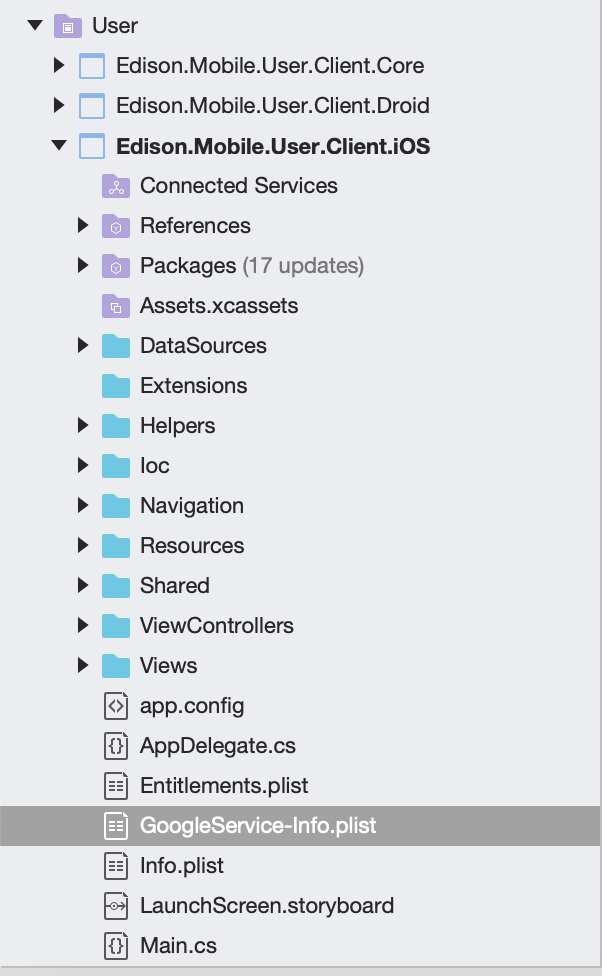 User
Edison.Mobile.User.Client.Core
Edison.Mobile.User.Client.Droid
Edison.Mobile.User.Client.iOS
Connected Services
References
Packages (17 updates)
Assets.xcassets
DataSources
Extensions
Helpers
Ioc
Navigation
Resources
Shared
ViewControllers
Views
app.config
AppDelegate.cs
Entitlements.plist
GoogleService-Info.plist
Info.plist
LaunchScreen.storyboard
Main.cs